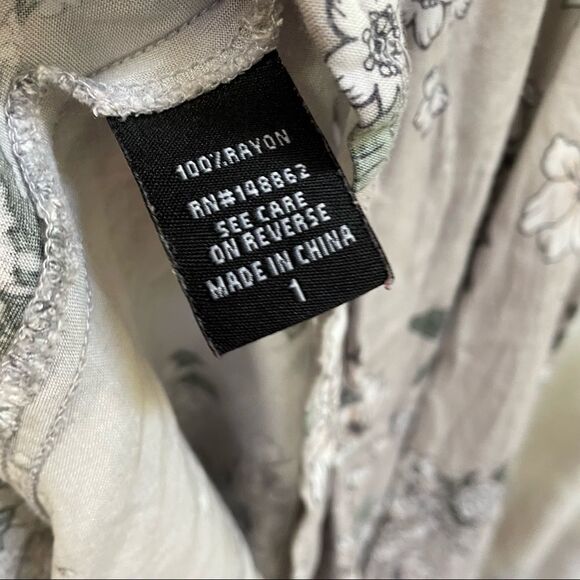 100% RAYON
RN#148862
SEE CARE
ON REVERSE
MADE IN CHINA
1